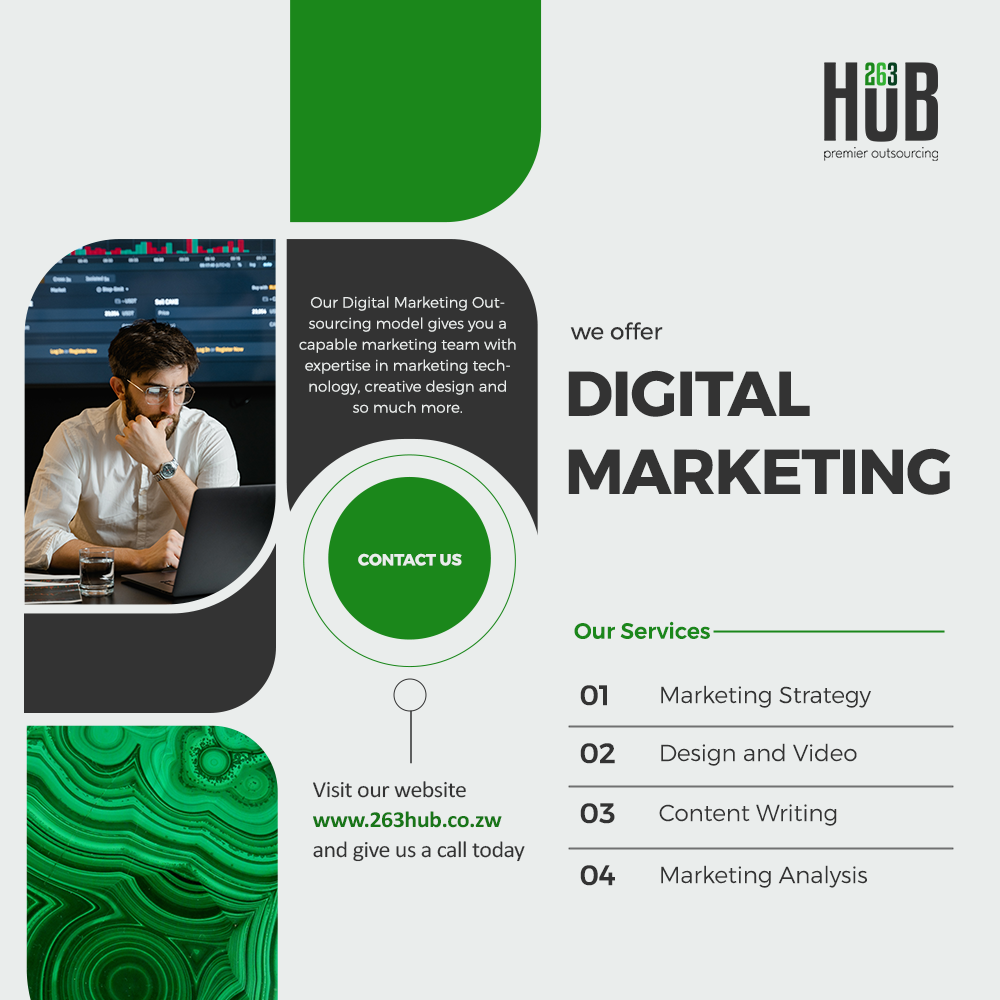 263
HUB
premier outsourcing
Our Digital Marketing Out-
sourcing model gives you a
capable marketing team with
expertise in marketing tech-
nology, creative design and
so much more.
we offer
DIGITAL
MARKETING
CONTACT US
Our Services
01 Marketing Strategy
02 Design and Video
03 Content Writing
04 Marketing Analysis
Visit our website
www.263hub.co.zw
and give us a call today